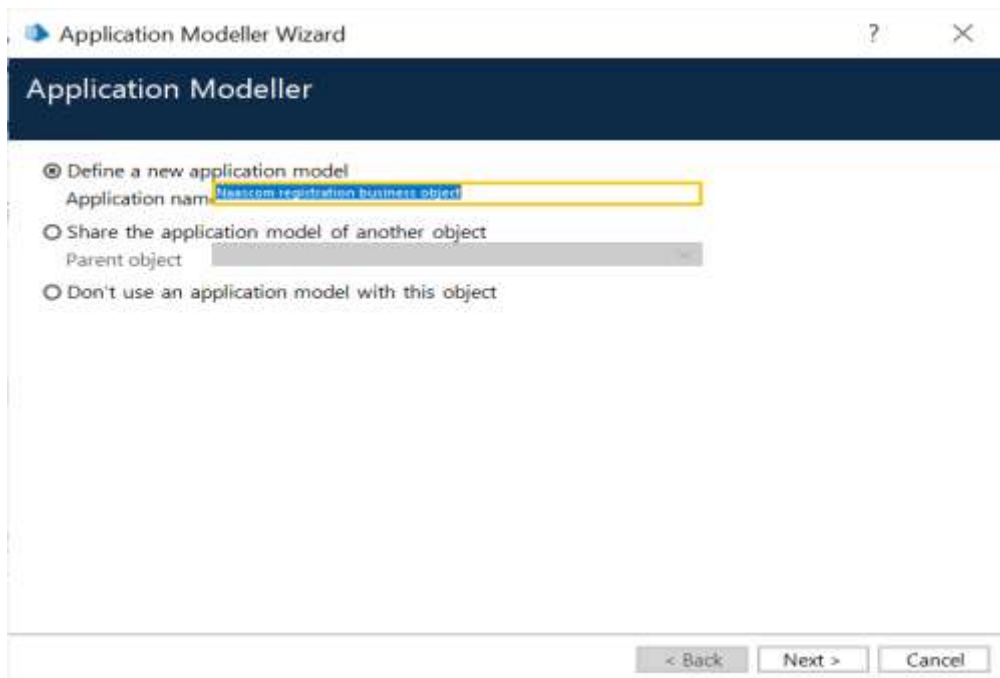 Application Modeller Wizard ?
Application Modeller
Define a new application model
Application nam Naascom registration business object
Share the application model of another object
Parent object
Don't use an application model with this object
< Back Next > Cancel